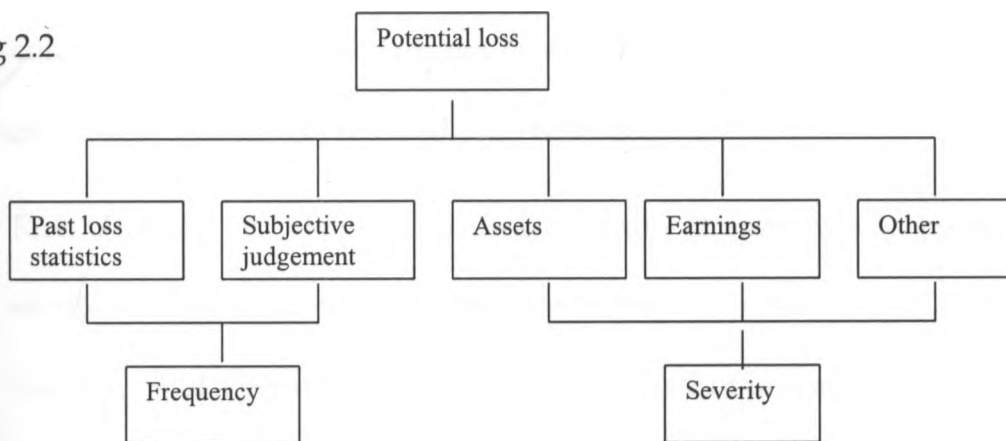 2.2
Potential loss
Past loss
statistics
Subjective
judgement
Assets
Earnings
Other
Frequency
Severity